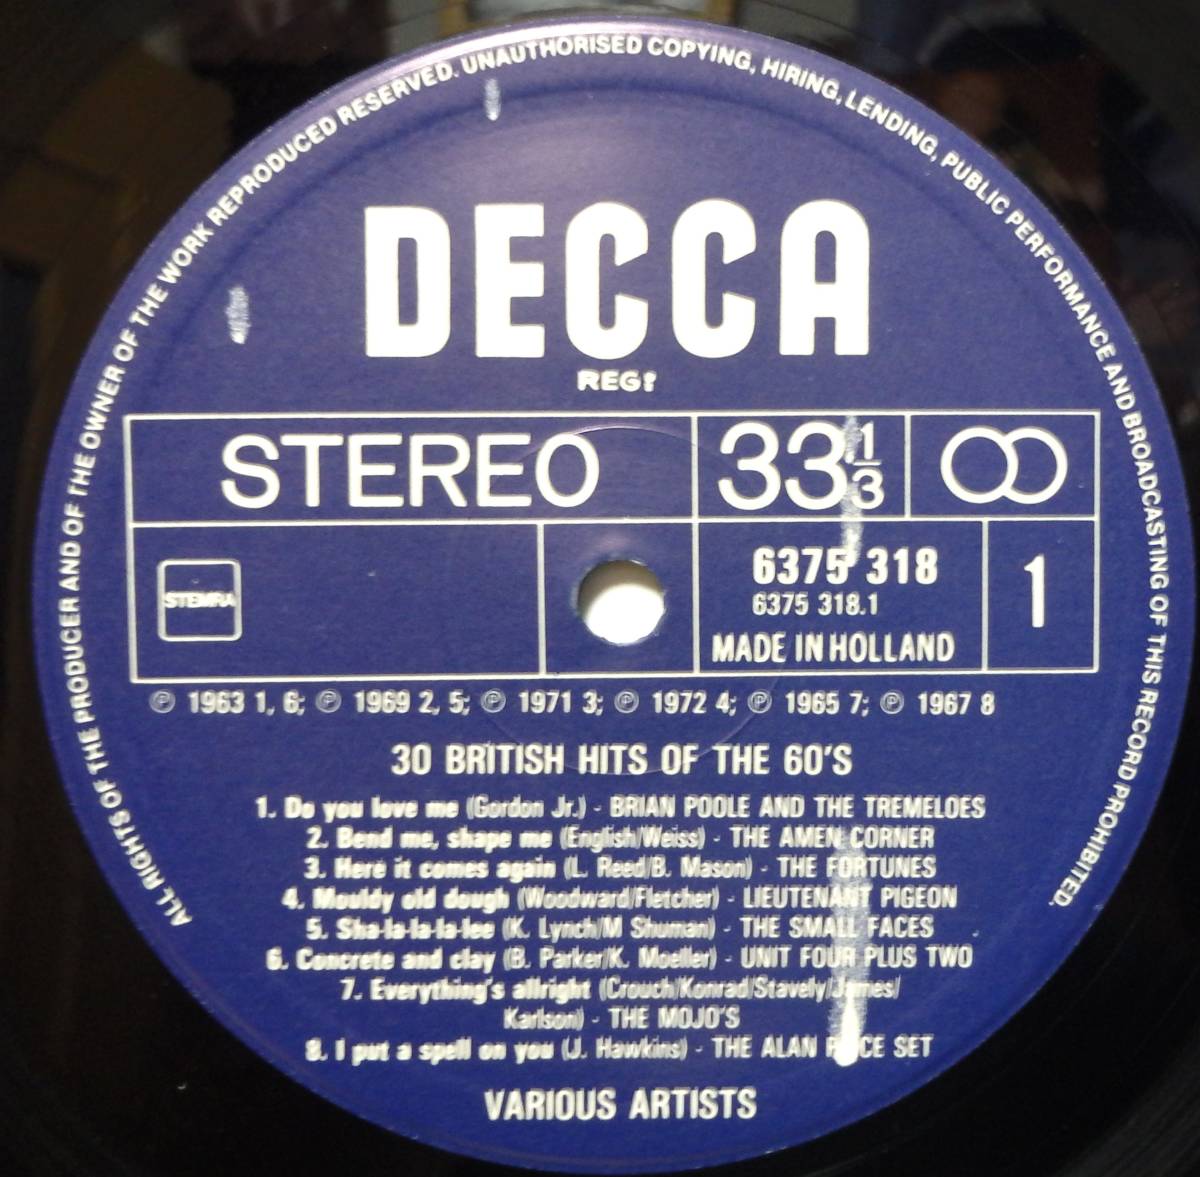 ALL RIGHTS OF THE PRODUCER AND OF THE OWNER OF THE WORK REPRODUCED RESERVED. UNAUTHORISED COPYING, HIRING, LENDING, PUBLIC PERFORMANCE AND BROADCASTING OF THIS RECORD PROHIBITED.
DECCA
REGD
STEREO
33 1/3
STEMRA
6375 318
6375 318.1
MADE IN HOLLAND
1
Ⓟ 1963 1, 6; Ⓟ 1969 2, 5; Ⓟ 1971 3; Ⓟ 1972 4; Ⓟ 1965 7; Ⓟ 1967 8
30 BRITISH HITS OF THE 60'S
1. Do you love me (Gordon Jr.) - BRIAN POOLE AND THE TREMELOES
2. Bend me, shape me (English/Weiss) - THE AMEN CORNER
3. Here it comes again (L. Reed/B. Mason) - THE FORTUNES
4. Mouldy old dough (Woodward/Fletcher) - LIEUTENANT PIGEON
5. Sha-la-la-la-lee (K. Lynch/M Shuman) - THE SMALL FACES
6. Concrete and clay (B. Parker/K. Moeller) - UNIT FOUR PLUS TWO
7. Everything's allright (Crouch/Konrad/Stavely/James/
Karlson) - THE MOJO'S
8. I put a spell on you (J. Hawkins) - THE ALAN PRICE SET
VARIOUS ARTISTS